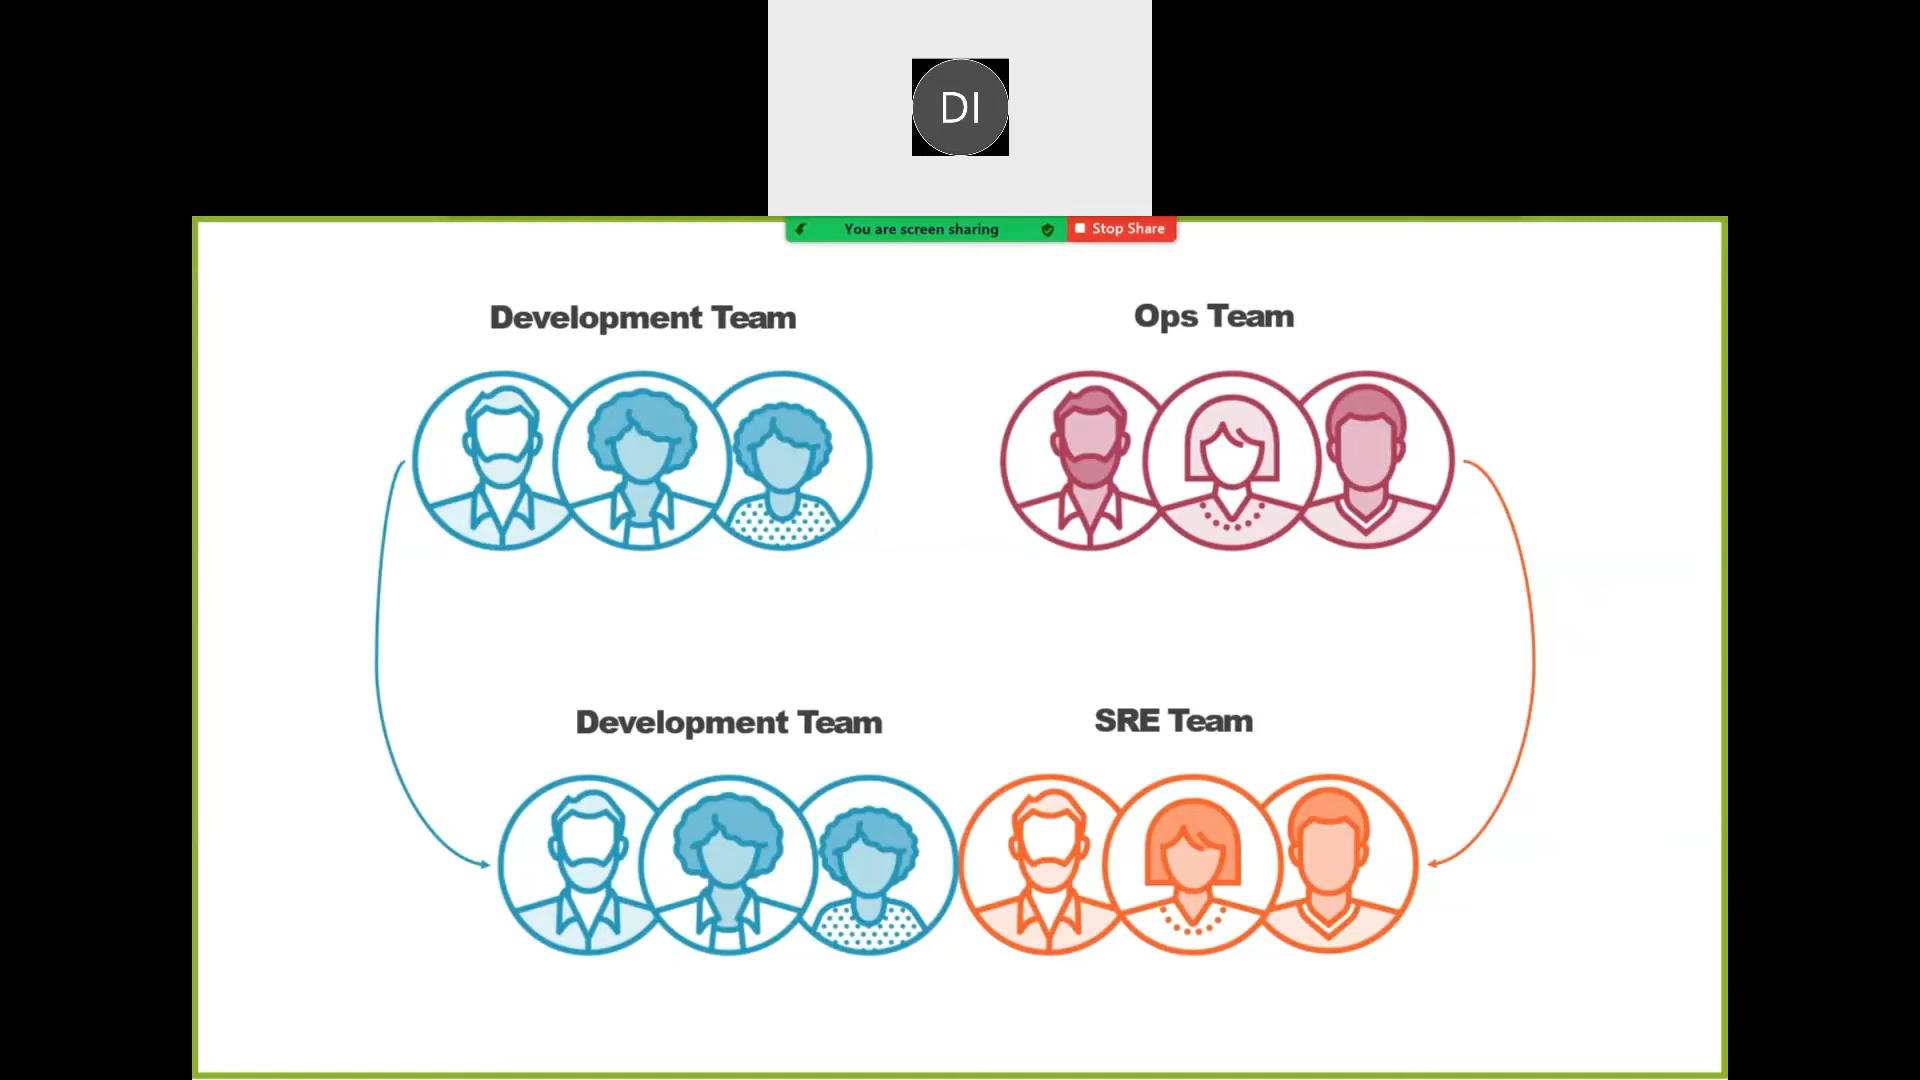 DI
You are screen sharing
Stop Share
Development Team
Ops Team
Development Team
SRE Team